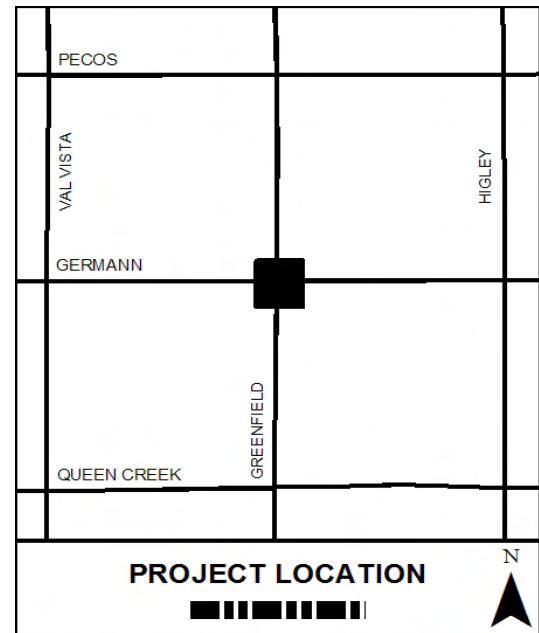 PECOS
VAL VISTA
HIGLEY
GERMANN
GREENFIELD
QUEEN CREEK
PROJECT LOCATION
N